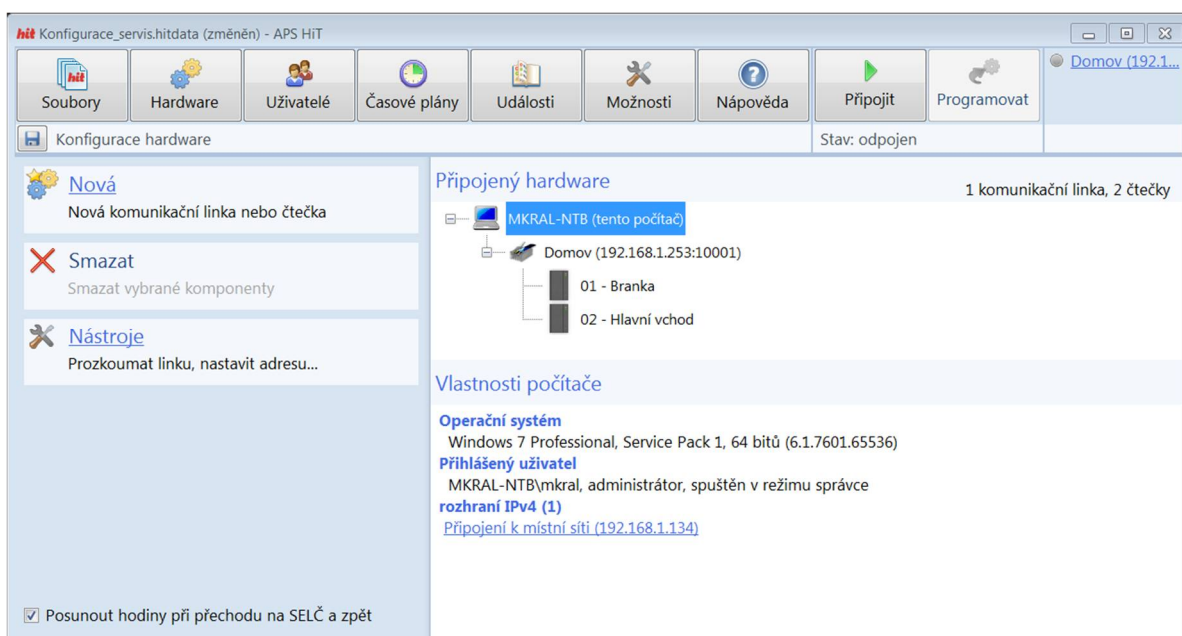 hit Konfigurace_servis.hitdata (změněn) - APS HiT
hit
Soubory
Hardware
Uživatelé
Časové plány
Události
Možnosti
Nápověda
Připojit
Programovat
Domov (192.1...
Konfigurace hardware
Stav: odpojen
Nová
Nová komunikační linka nebo čtečka
Smazat
Smazat vybrané komponenty
Nástroje
Prozkoumat linku, nastavit adresu...
Posunout hodiny při přechodu na SELČ a zpět
Připojený hardware
1 komunikační linka, 2 čtečky
MKRAL-NTB (tento počítač)
Domov (192.168.1.253:10001)
01 - Branka
02 - Hlavní vchod
Vlastnosti počítače
Operační systém
Windows 7 Professional, Service Pack 1, 64 bitů (6.1.7601.65536)
Přihlášený uživatel
MKRAL-NTB\mkral, administrátor, spuštěn v režimu správce
rozhraní IPv4 (1)
Připojení k místní síti (192.168.1.134)